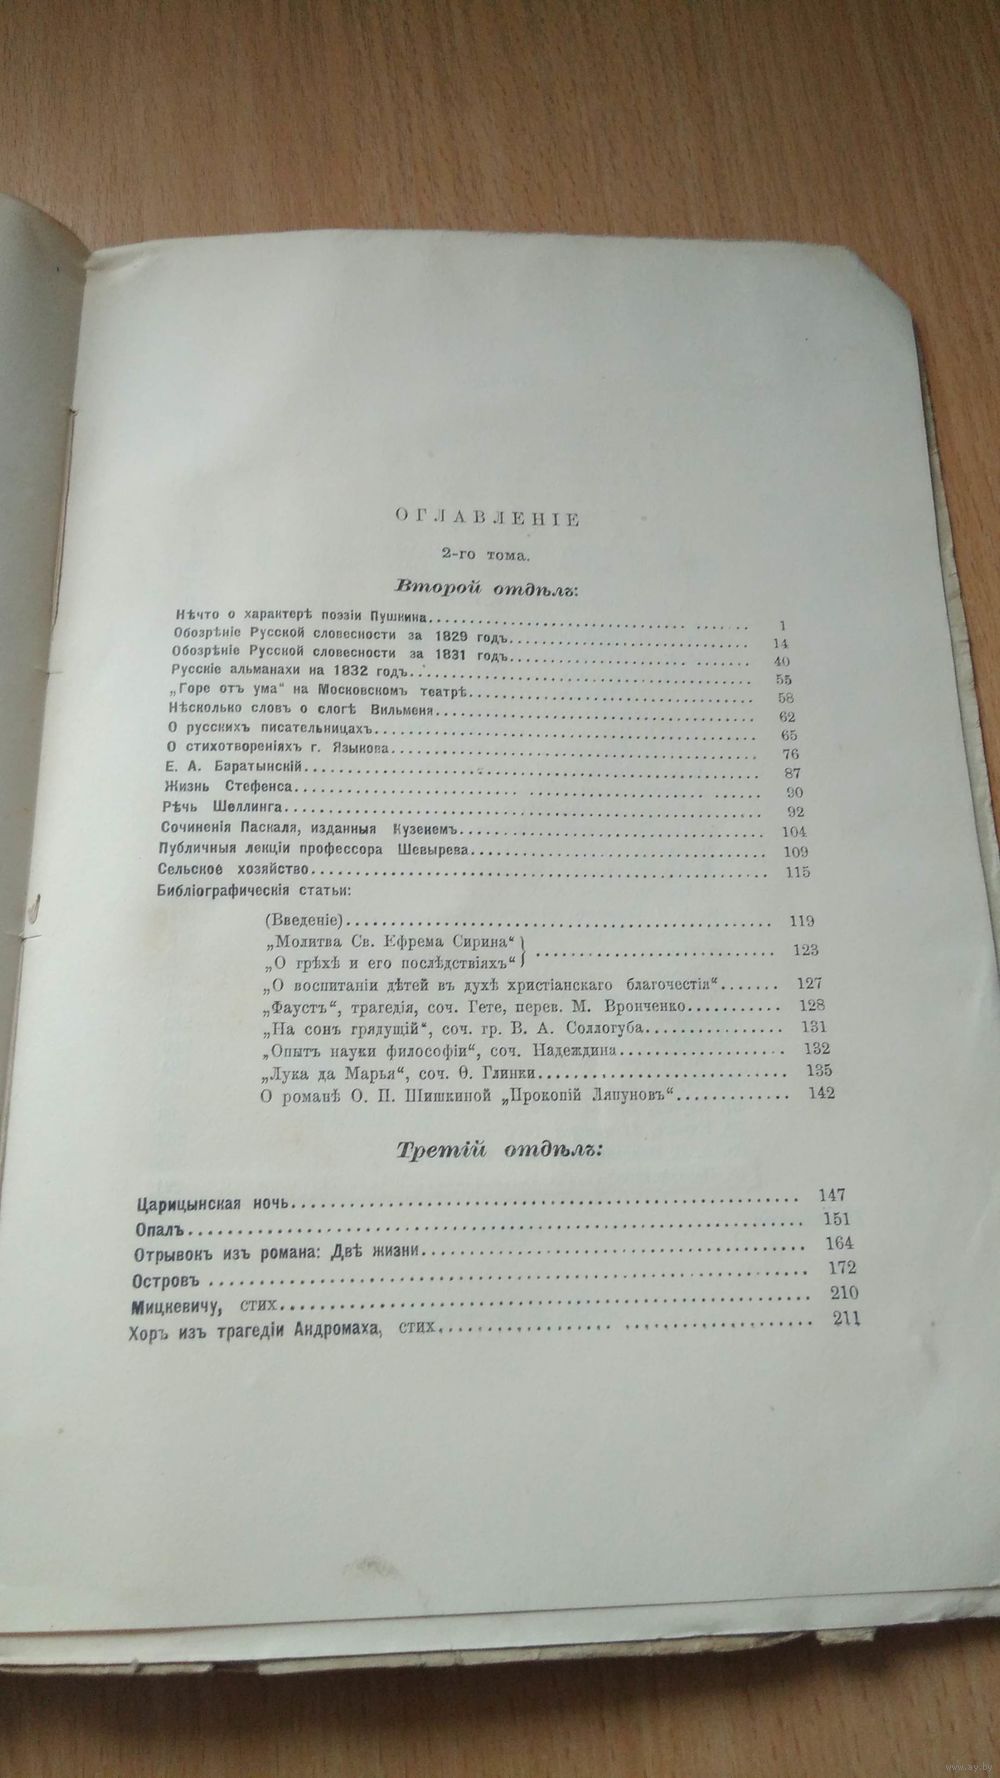 ОГЛАВЛЕНІЕ
2-го тома.
Второй отдѣлъ:
Нѣчто о характерѣ поэзіи Пушкина 1
Обозрѣніе Русской словесности за 1829 годъ 14
Обозрѣніе Русской словесности за 1831 годъ 40
Русскіе альманахи на 1832 годъ 55
„Горе отъ ума“ на Московскомъ театрѣ 58
Нѣсколько словъ о слогѣ Вильменя 62
О русскихъ писательницахъ 65
О стихотвореніяхъ г. Языкова 76
Е. А. Баратынскій 87
Жизнь Стефенса 90
Рѣчь Шеллинга 92
Сочиненія Паскаля, изданныя Кузенемъ 104
Публичныя лекціи профессора Шевырева 109
Сельское хозяйство 115
Библіографическія статьи:
(Введеніе) 119
„Молитва Св. Ефрема Сирина“
„О грѣхѣ и его послѣдствіяхъ“ 123
„О воспитаніи дѣтей въ духѣ христіанскаго благочестія“ 127
„Фаустъ“, трагедія, соч. Гете, перев. М. Вронченко 128
„На сонъ грядущій“, соч. гр. В. А. Соллогуба 131
„Опытъ науки философіи“, соч. Надеждина 132
„Лука да Марья“, соч. Ѳ. Глинки 135
О романѣ О. П. Шишкиной „Прокопій Ляпуновъ“ 142
Третій отдѣлъ:
Царицынская ночь 147
Опалъ 151
Отрывокъ изъ романа: Двѣ жизни 164
Островъ 172
Мицкевичу, стих. 210
Хоръ изъ трагедіи Андромаха, стих. 211
www.ay.by